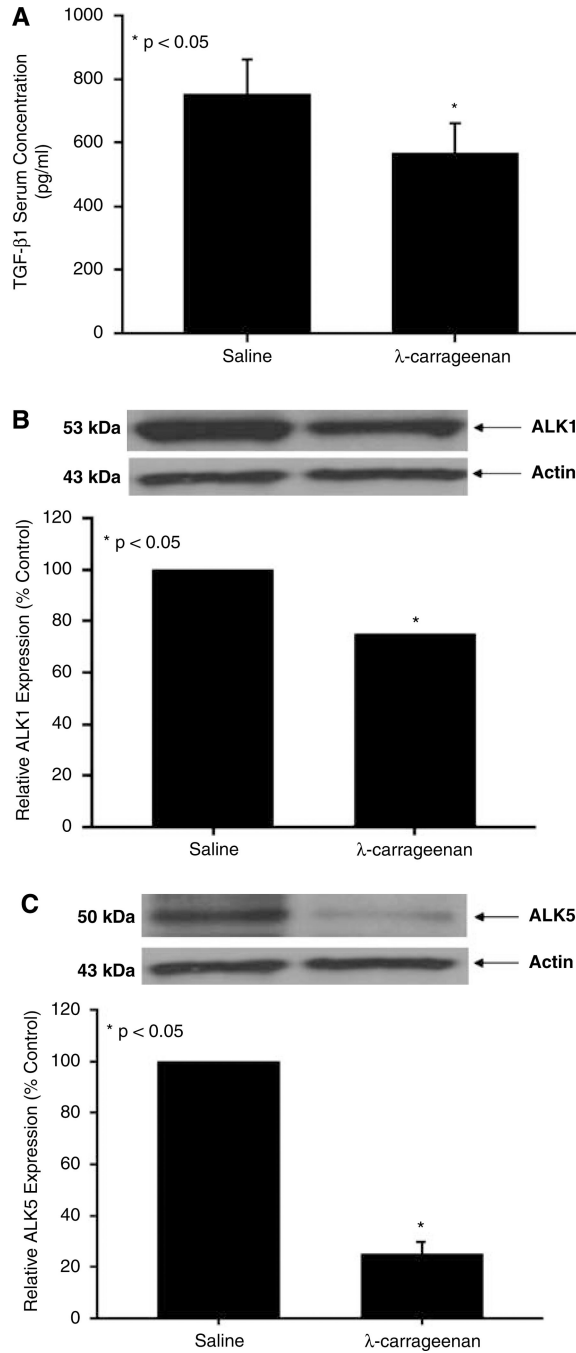 A
* p < 0.05
TGF-β1 Serum Concentration
(pg/ml)
1000
800
600
400
200
0
*
Saline
λ-carrageenan
B
53 kDa
ALK1
43 kDa
Actin
Relative ALK1 Expression (% Control)
120
100
80
60
40
20
0
* p < 0.05
*
Saline
λ-carrageenan
C
50 kDa
ALK5
43 kDa
Actin
Relative ALK5 Expression (% Control)
120
100
80
60
40
20
0
* p < 0.05
*
Saline
λ-carrageenan